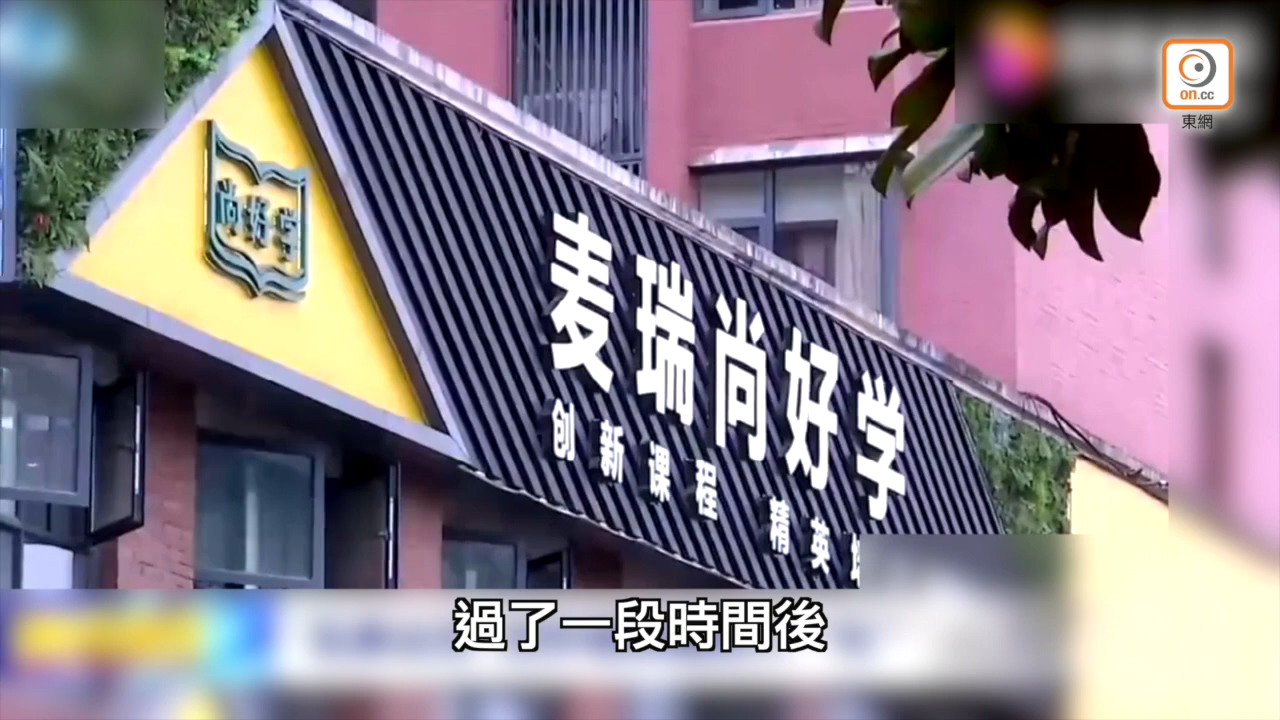 on.cc
東網
尚好学
麦瑞尚好学
创新课程 精英
過了一段時間後